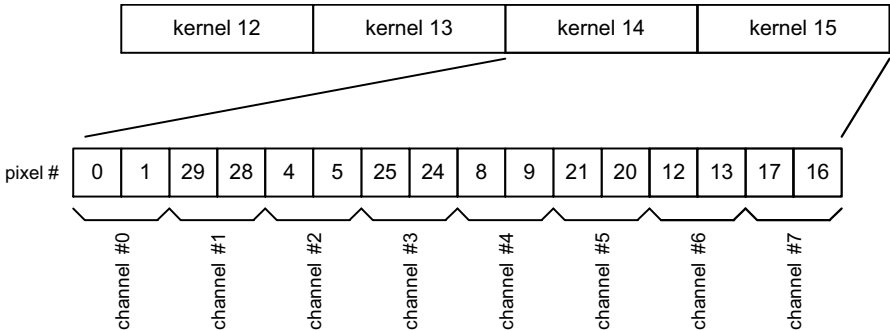 kernel 12 kernel 13 kernel 14 kernel 15
pixel # 0 1 29 28 4 5 25 24 8 9 21 20 12 13 17 16
channel #0
channel #1
channel #2
channel #3
channel #4
channel #5
channel #6
channel #7